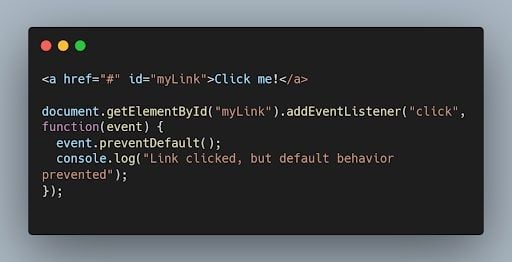 <a href="#" id="myLink">Click me!</a>

document.getElementById("myLink").addEventListener("click",
function(event) {
  event.preventDefault();
  console.log("Link clicked, but default behavior
prevented");
});